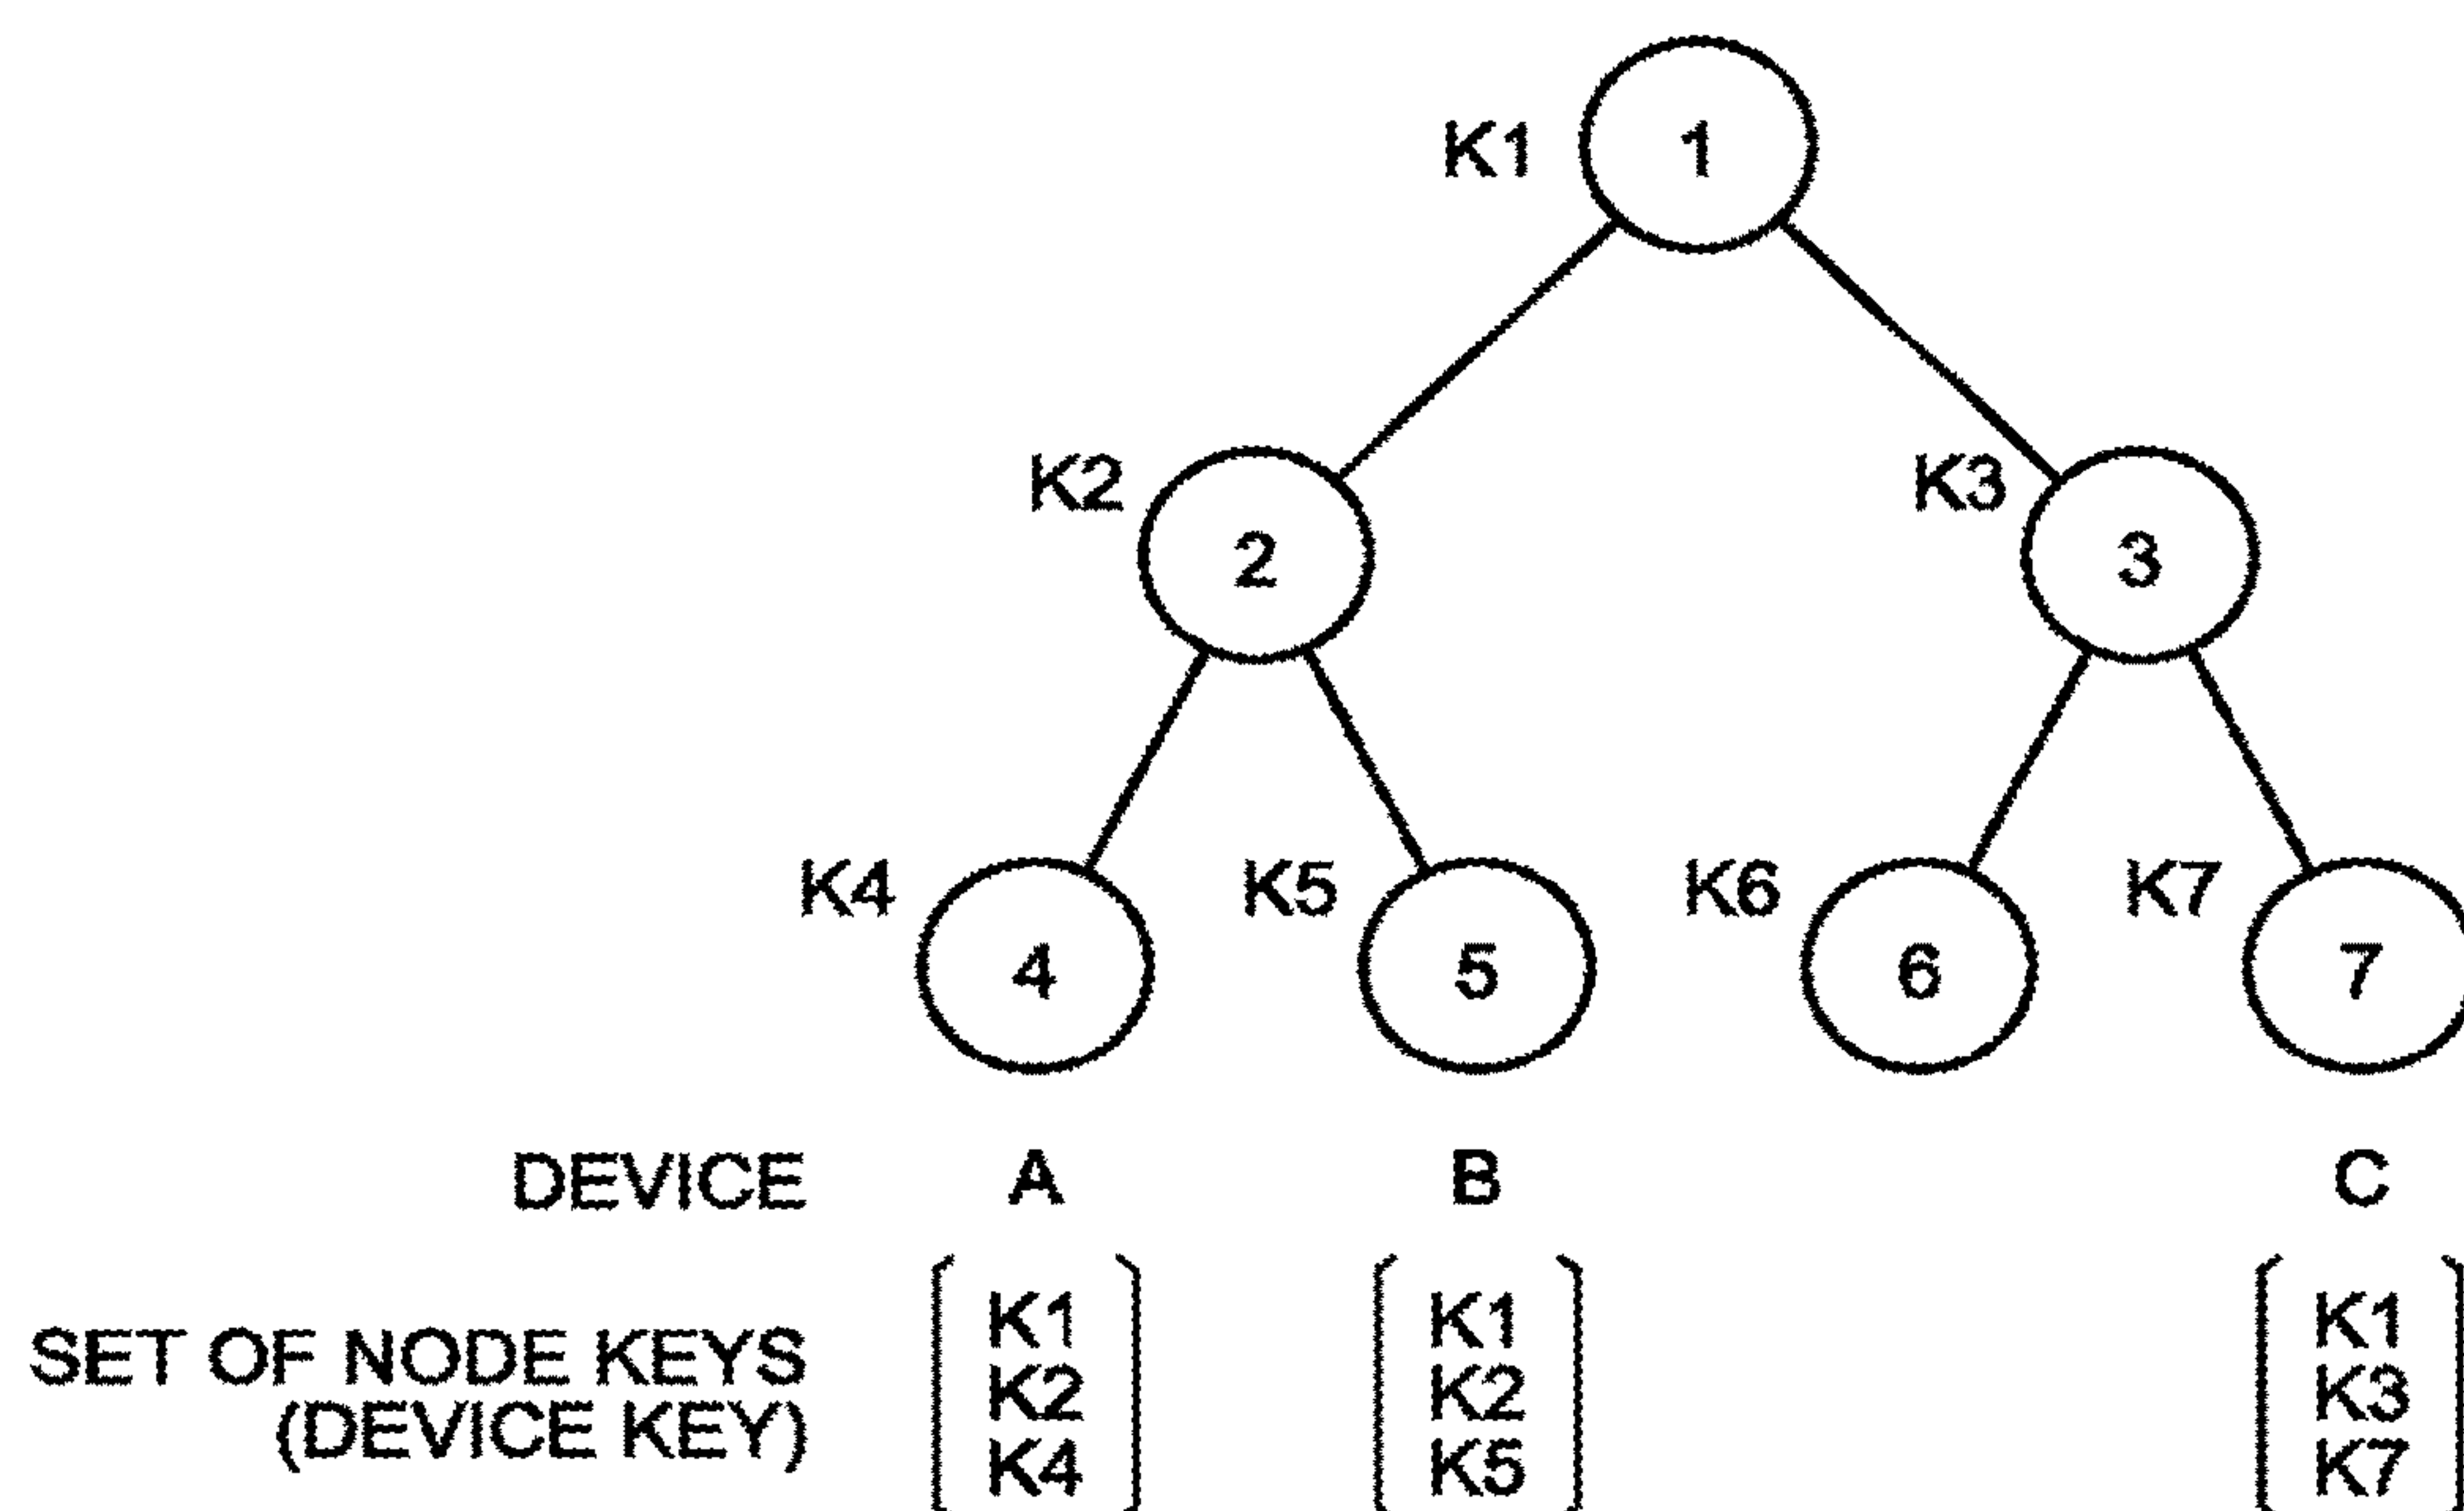 K1 1
K2 2 K3 3
K4 4 K5 5 K6 6 K7 7
DEVICE A B C
K1 K1 K1
SET OF NODE KEYS K2 K2 K3
(DEVICE KEY) K4 K5 K7